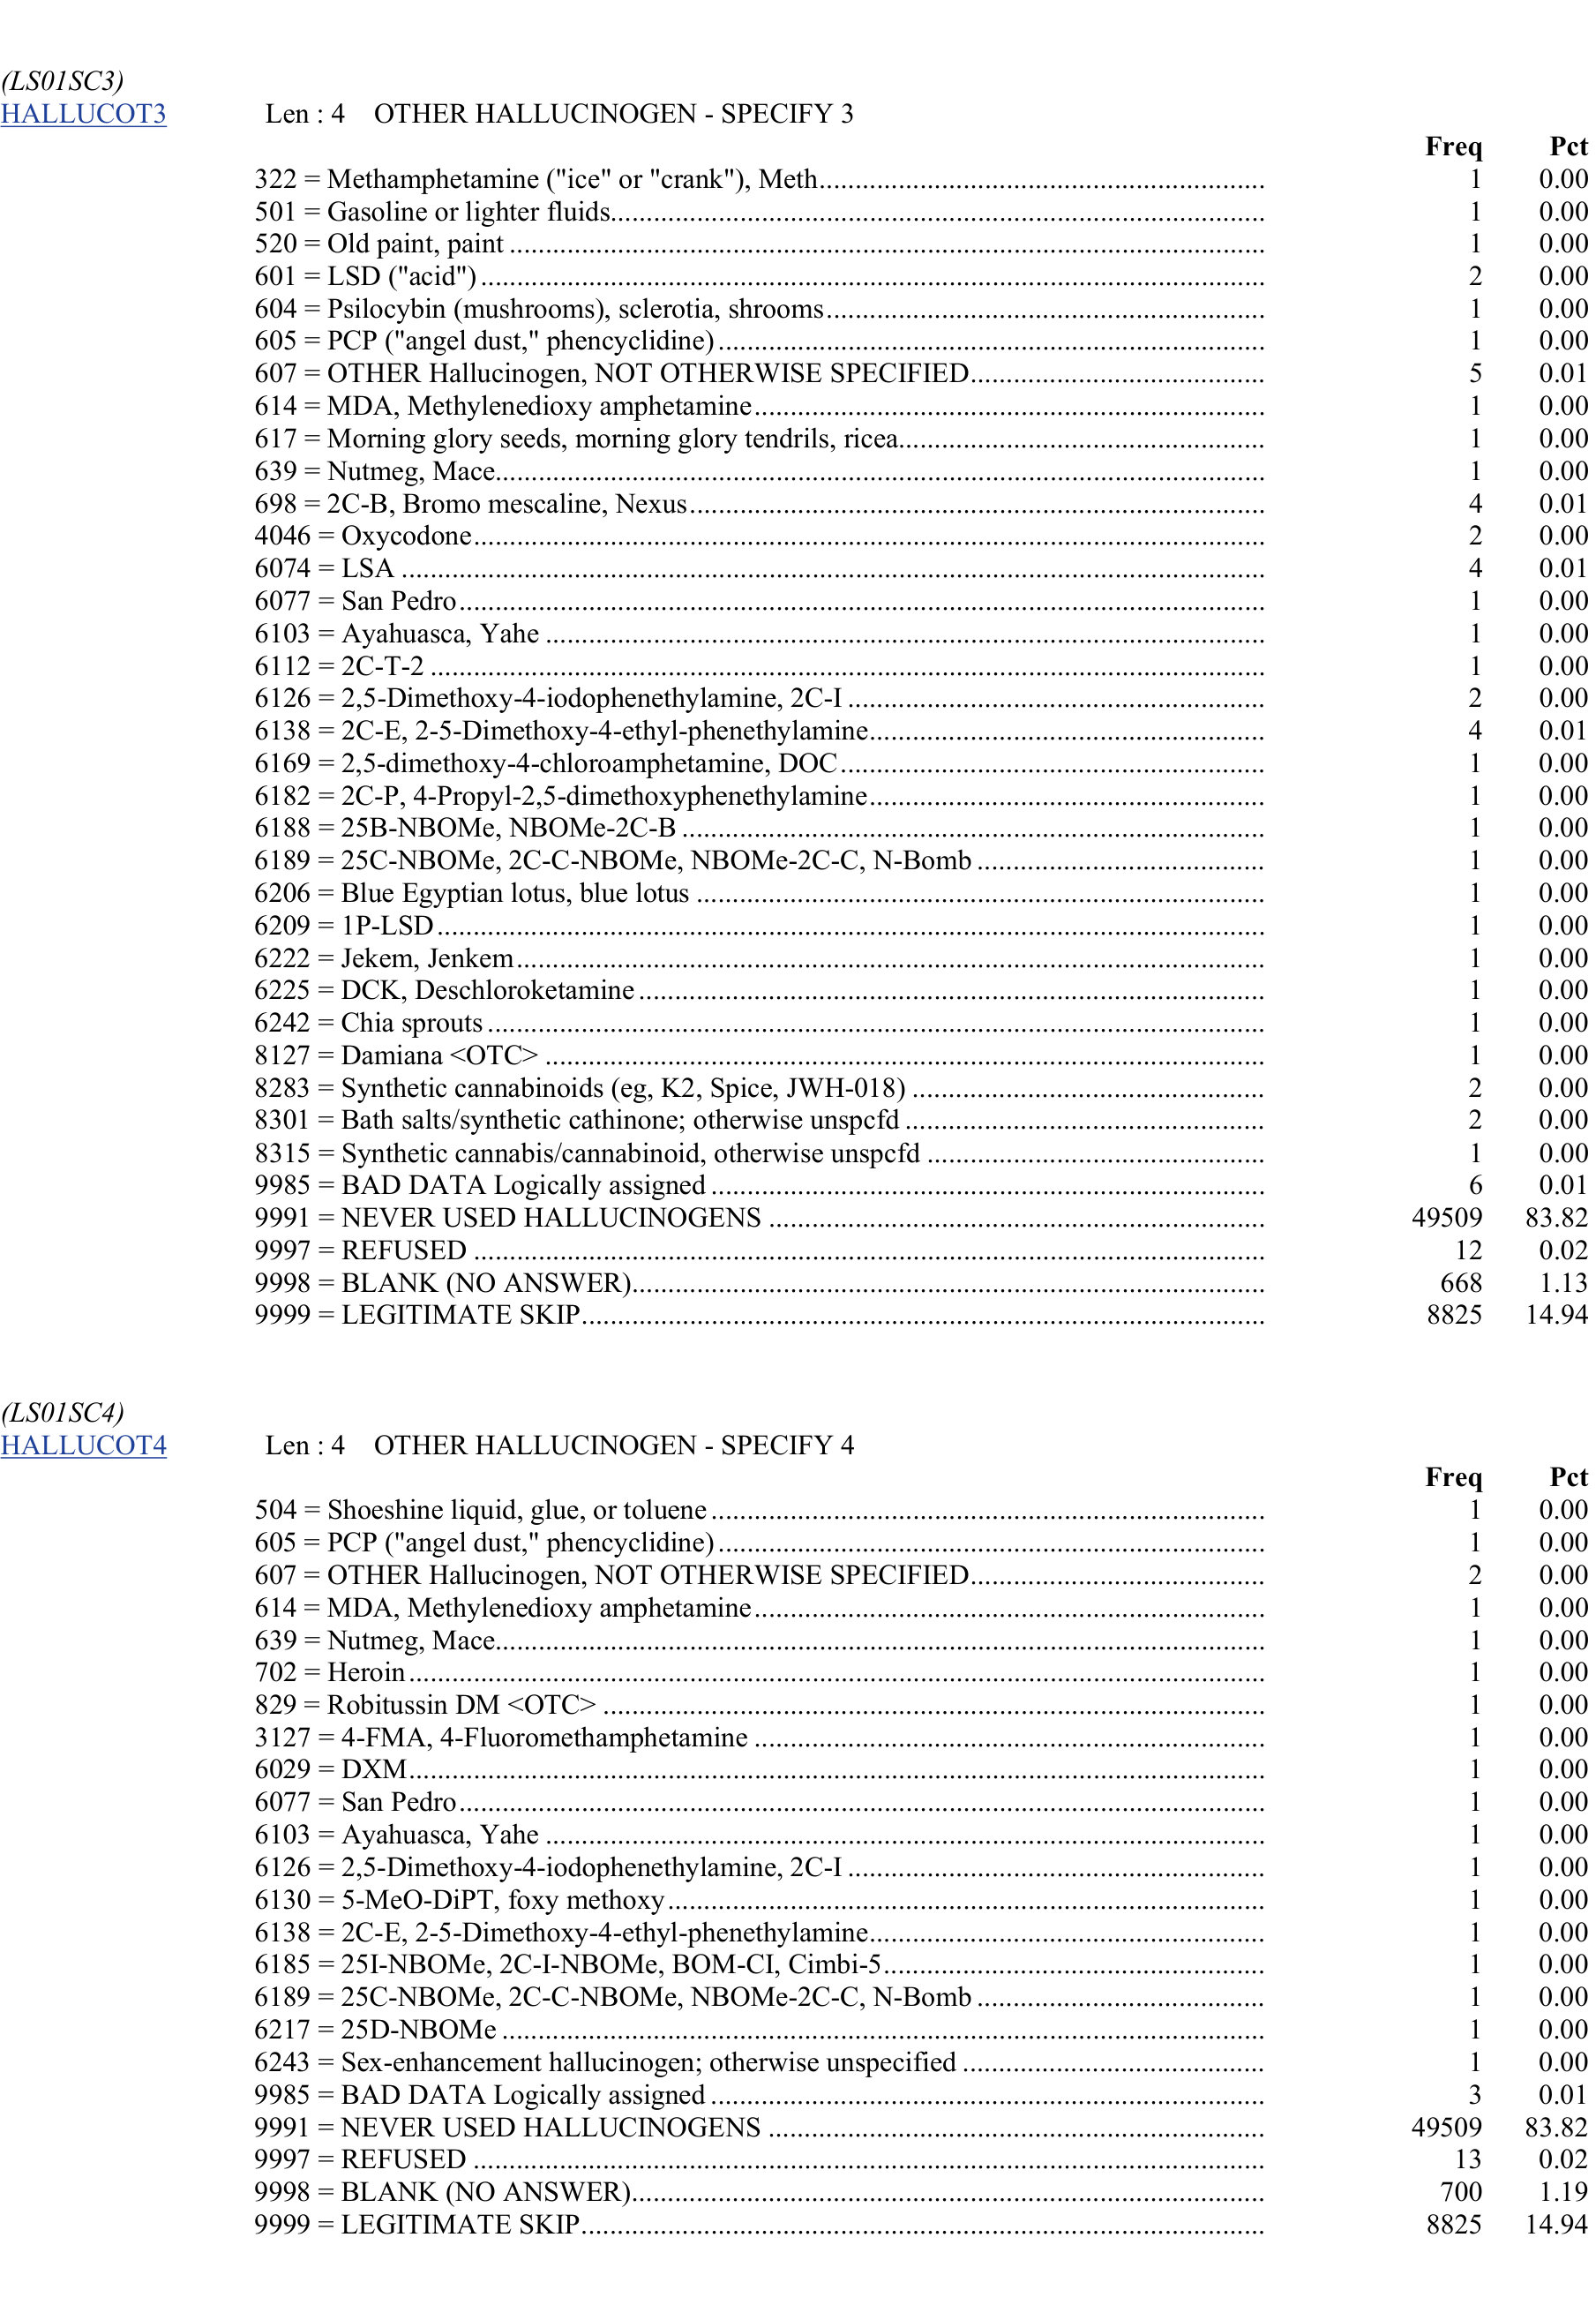 (LS01SC3)
HALLUCOT3 Len : 4 OTHER HALLUCINOGEN - SPECIFY 3
Freq Pct
322 = Methamphetamine ("ice" or "crank"), Meth 1 0.00
501 = Gasoline or lighter fluids 1 0.00
520 = Old paint, paint 1 0.00
601 = LSD ("acid") 2 0.00
604 = Psilocybin (mushrooms), sclerotia, shrooms 1 0.00
605 = PCP ("angel dust," phencyclidine) 1 0.00
607 = OTHER Hallucinogen, NOT OTHERWISE SPECIFIED 5 0.01
614 = MDA, Methylenedioxy amphetamine 1 0.00
617 = Morning glory seeds, morning glory tendrils, ricea 1 0.00
639 = Nutmeg, Mace 1 0.00
698 = 2C-B, Bromo mescaline, Nexus 4 0.01
4046 = Oxycodone 2 0.00
6074 = LSA 4 0.01
6077 = San Pedro 1 0.00
6103 = Ayahuasca, Yahe 1 0.00
6112 = 2C-T-2 1 0.00
6126 = 2,5-Dimethoxy-4-iodophenethylamine, 2C-I 2 0.00
6138 = 2C-E, 2-5-Dimethoxy-4-ethyl-phenethylamine 4 0.01
6169 = 2,5-dimethoxy-4-chloroamphetamine, DOC 1 0.00
6182 = 2C-P, 4-Propyl-2,5-dimethoxyphenethylamine 1 0.00
6188 = 25B-NBOMe, NBOMe-2C-B 1 0.00
6189 = 25C-NBOMe, 2C-C-NBOMe, NBOMe-2C-C, N-Bomb 1 0.00
6206 = Blue Egyptian lotus, blue lotus 1 0.00
6209 = 1P-LSD 1 0.00
6222 = Jekem, Jenkem 1 0.00
6225 = DCK, Deschloroketamine 1 0.00
6242 = Chia sprouts 1 0.00
8127 = Damiana <OTC> 1 0.00
8283 = Synthetic cannabinoids (eg, K2, Spice, JWH-018) 2 0.00
8301 = Bath salts/synthetic cathinone; otherwise unspcfd 2 0.00
8315 = Synthetic cannabis/cannabinoid, otherwise unspcfd 1 0.00
9985 = BAD DATA Logically assigned 6 0.01
9991 = NEVER USED HALLUCINOGENS 49509 83.82
9997 = REFUSED 12 0.02
9998 = BLANK (NO ANSWER) 668 1.13
9999 = LEGITIMATE SKIP 8825 14.94
(LS01SC4)
HALLUCOT4 Len : 4 OTHER HALLUCINOGEN - SPECIFY 4
Freq Pct
504 = Shoeshine liquid, glue, or toluene 1 0.00
605 = PCP ("angel dust," phencyclidine) 1 0.00
607 = OTHER Hallucinogen, NOT OTHERWISE SPECIFIED 2 0.00
614 = MDA, Methylenedioxy amphetamine 1 0.00
639 = Nutmeg, Mace 1 0.00
702 = Heroin 1 0.00
829 = Robitussin DM <OTC> 1 0.00
3127 = 4-FMA, 4-Fluoromethamphetamine 1 0.00
6029 = DXM 1 0.00
6077 = San Pedro 1 0.00
6103 = Ayahuasca, Yahe 1 0.00
6126 = 2,5-Dimethoxy-4-iodophenethylamine, 2C-I 1 0.00
6130 = 5-MeO-DiPT, foxy methoxy 1 0.00
6138 = 2C-E, 2-5-Dimethoxy-4-ethyl-phenethylamine 1 0.00
6185 = 25I-NBOMe, 2C-I-NBOMe, BOM-CI, Cimbi-5 1 0.00
6189 = 25C-NBOMe, 2C-C-NBOMe, NBOMe-2C-C, N-Bomb 1 0.00
6217 = 25D-NBOMe 1 0.00
6243 = Sex-enhancement hallucinogen; otherwise unspecified 1 0.00
9985 = BAD DATA Logically assigned 3 0.01
9991 = NEVER USED HALLUCINOGENS 49509 83.82
9997 = REFUSED 13 0.02
9998 = BLANK (NO ANSWER) 700 1.19
9999 = LEGITIMATE SKIP 8825 14.94